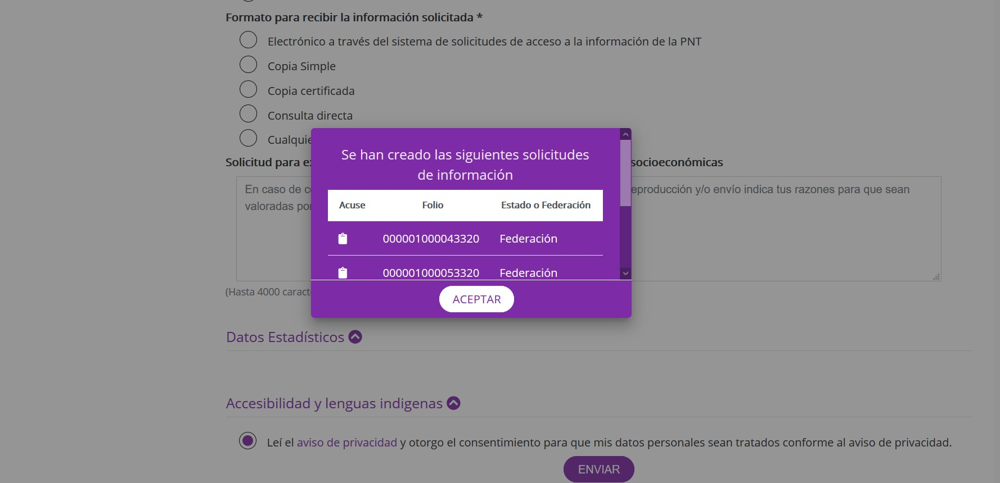 Formato para recibir la información solicitada *
Electrónico a través del sistema de solicitudes de acceso a la información de la PNT
Copia Simple
Copia certificada
Consulta directa
Cualquie
Se han creado las siguientes solicitudes
de información
Solicitud para e socioeconómicas
En caso de c eproducción y/o envío indica tus razones para que sean
valoradas por
Acuse Folio Estado o Federación
000001000043320 Federación
000001000053320 Federación
(Hasta 4000 caract
ACEPTAR
Datos Estadísticos
Accesibilidad y lenguas indigenas
Leí el aviso de privacidad y otorgo el consentimiento para que mis datos personales sean tratados conforme al aviso de privacidad.
ENVIAR